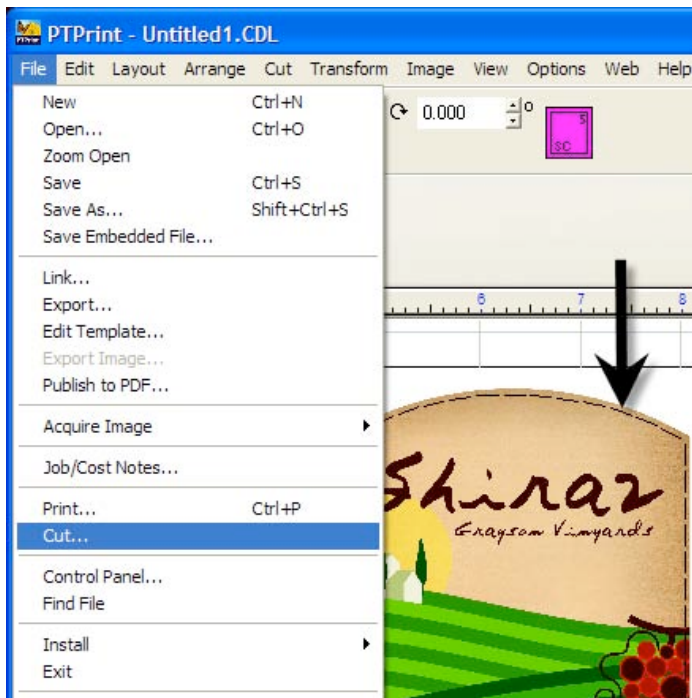 PTPrint - Untitled1.CDL
File Edit Layout Arrange Cut Transform Image View Options Web Help
New Ctrl+N
Open... Ctrl+O
Zoom Open
Save Ctrl+S
Save As... Shift+Ctrl+S
Save Embedded File...
Link...
Export...
Edit Template...
Export Image...
Publish to PDF...
Acquire Image
Job/Cost Notes...
Print... Ctrl+P
Cut...
Control Panel...
Find File
Install
Exit
0.000 °
S
SC
6 7 8
Shiraz
Grayson Vinyards